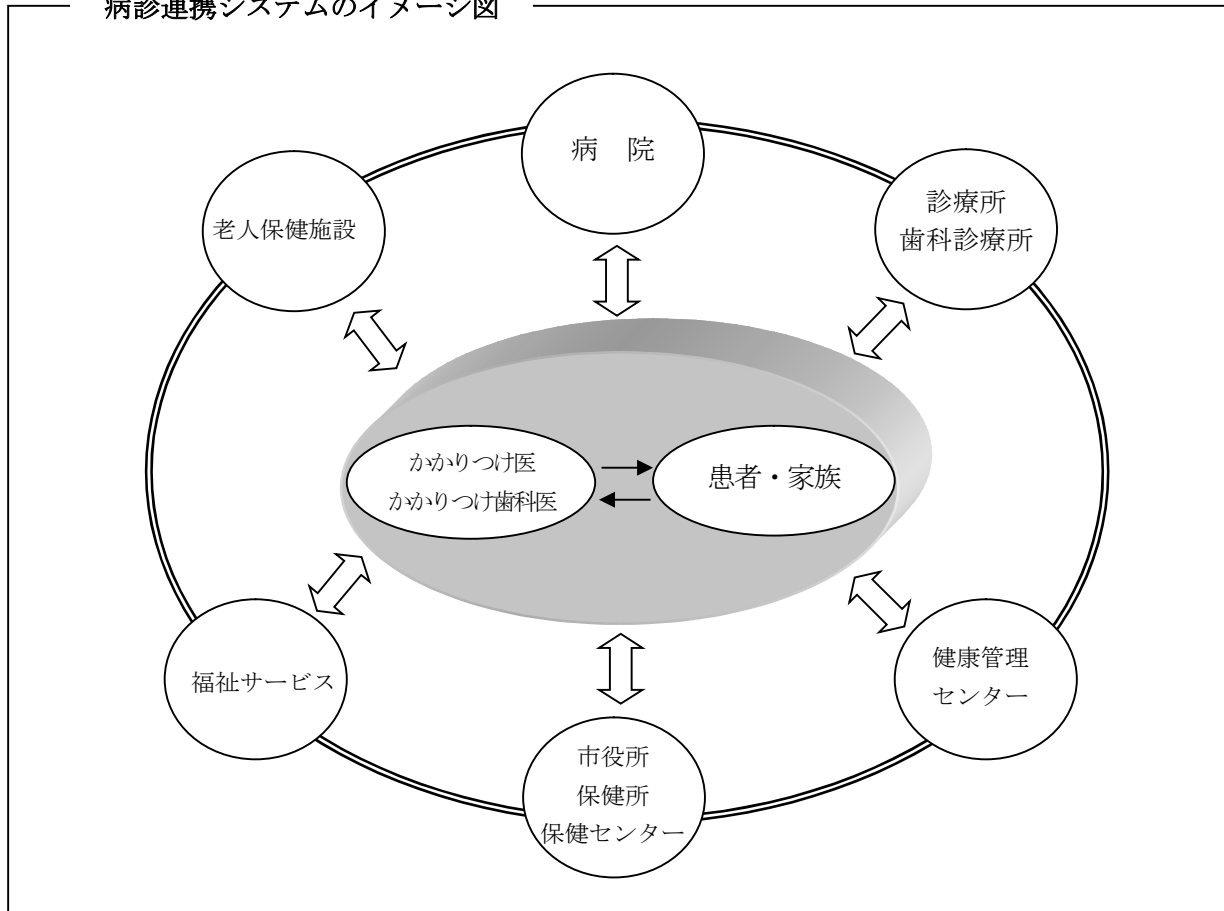 病診連携システムのイメージ図
病　院
老人保健施設
診療所
歯科診療所
かかりつけ医
かかりつけ歯科医
患者・家族
福祉サービス
健康管理
センター
市役所
保健所
保健センター